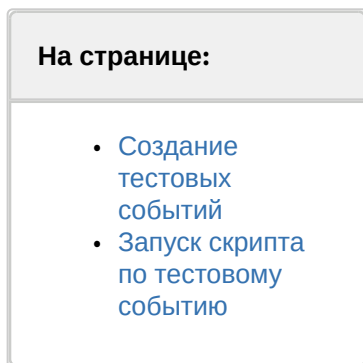 На странице:
• Создание
тестовых
событий
• Запуск скрипта
по тестовому
событию